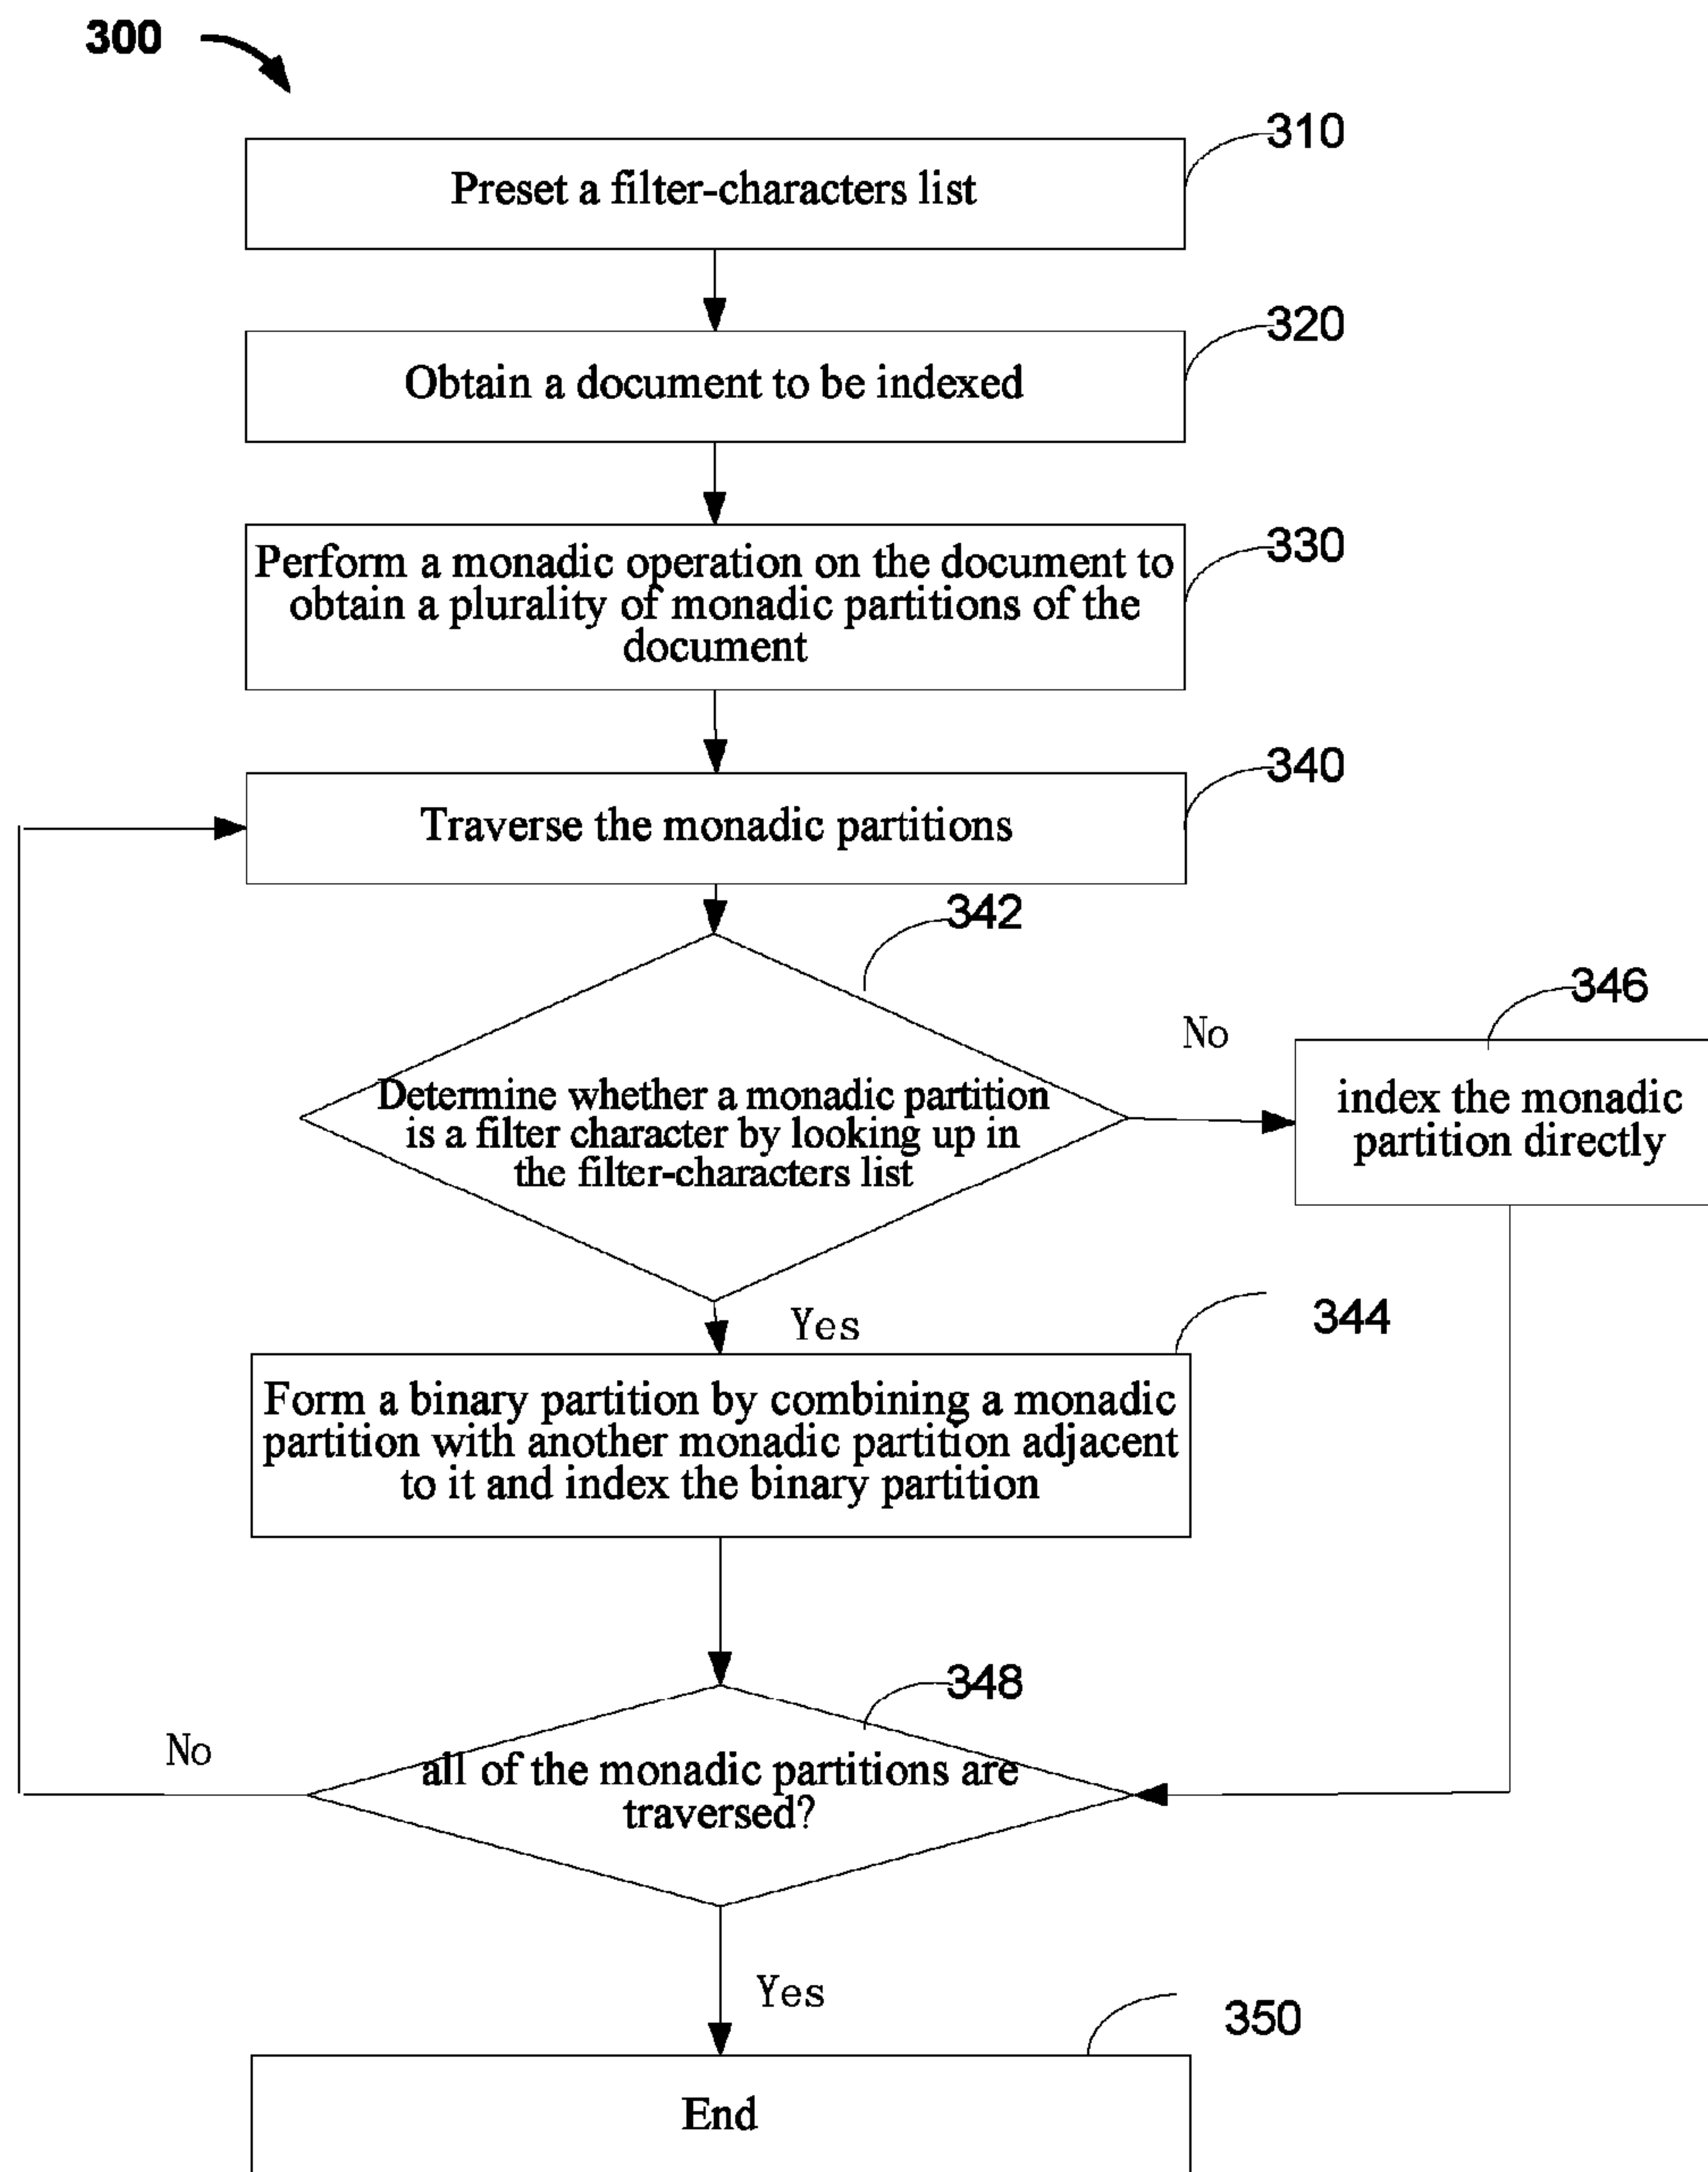 300
310
Preset a filter-characters list
320
Obtain a document to be indexed
330
Perform a monadic operation on the document to
obtain a plurality of monadic partitions of the
document
340
Traverse the monadic partitions
342
346
No
Determine whether a monadic partition
is a filter character by looking up in
the filter-characters list
index the monadic
partition directly
Yes
344
Form a binary partition by combining a monadic
partition with another monadic partition adjacent
to it and index the binary partition
348
No
all of the monadic partitions are
traversed?
Yes
350
End